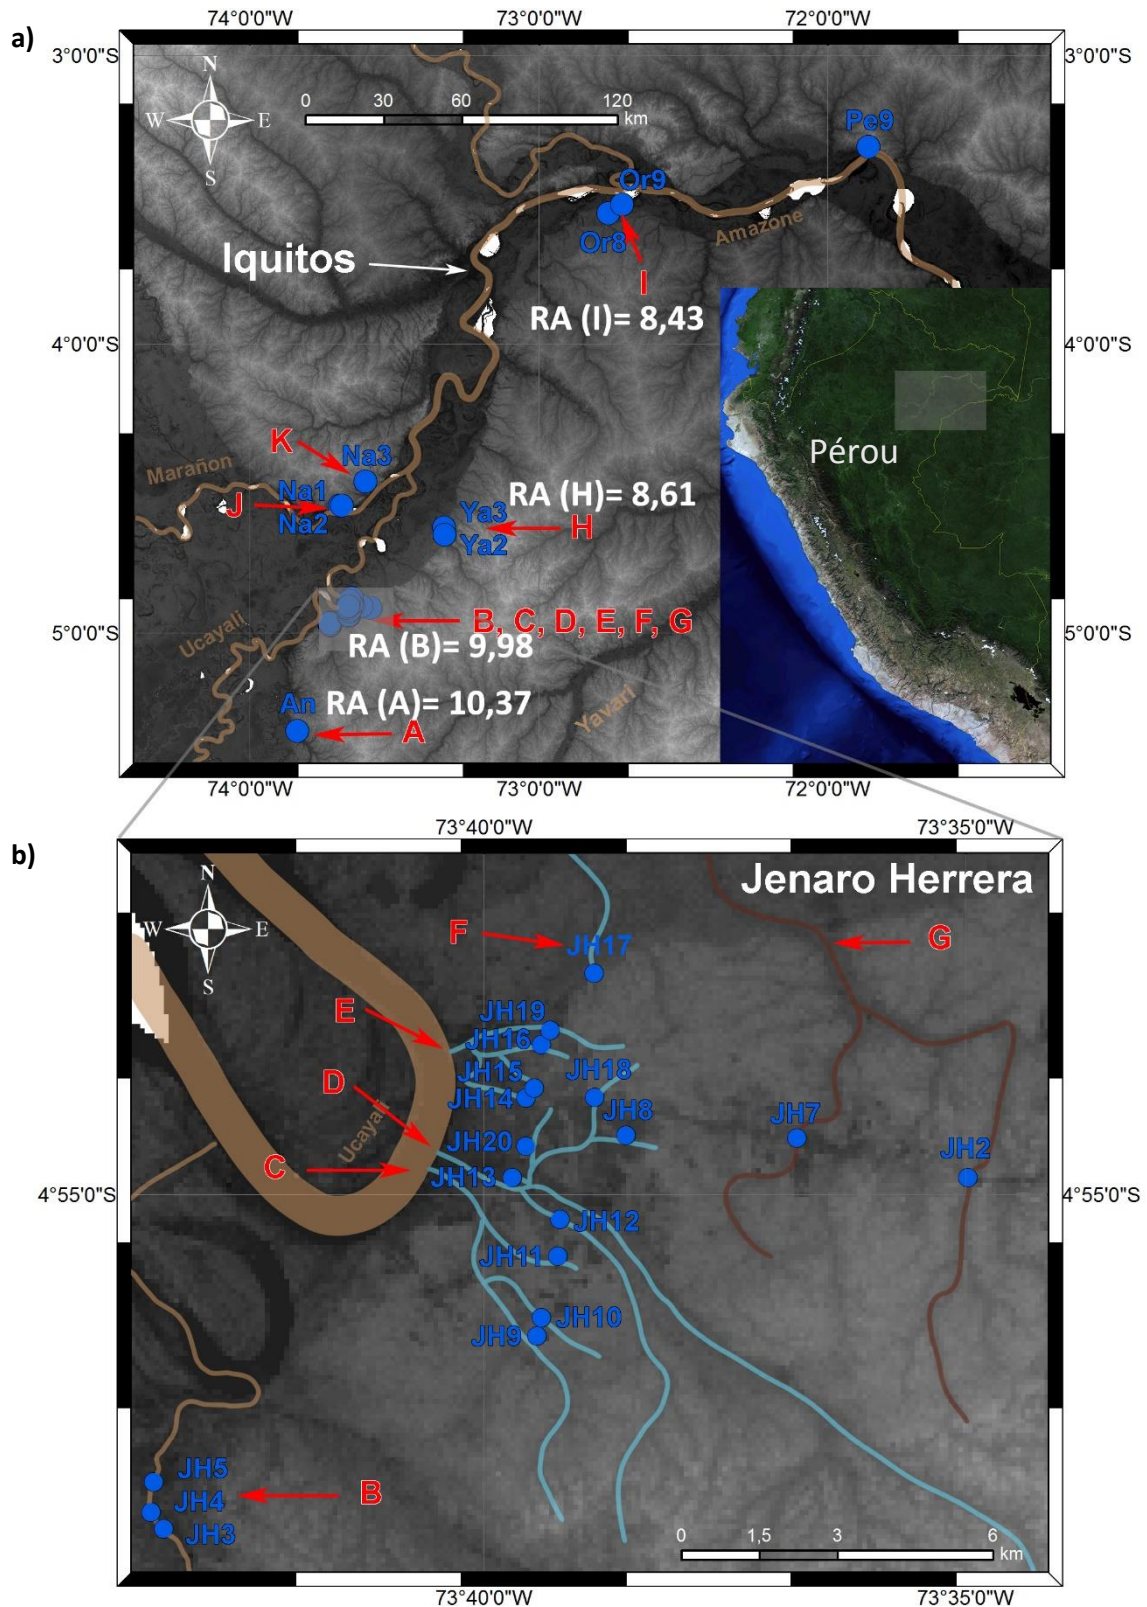 a)
74°0'0"W 73°0'0"W 72°0'0"W
3°0'0"S 3°0'0"S
N
W E
S
0 30 60 120
km
Pe9
Or9
Or8
Amazone
I
Iquitos
RA (I)= 8,43
4°0'0"S 4°0'0"S
Pérou
K
Na3
Marañon
Na1
J
Na2
RA (H)= 8,61
Ya3
H
Ya2
B, C, D, E, F, G
Ucayali
5°0'0"S 5°0'0"S
RA (B)= 9,98
An
RA (A)= 10,37
A
Yavari
74°0'0"W 73°0'0"W 72°0'0"W
b)
73°40'0"W 73°35'0"W
Jenaro Herrera
N
W E
S
F
JH17
G
E
JH19
JH16
D
JH15
JH18
JH14
Ucayali
JH8
JH7
JH20
JH2
C
JH13
4°55'0"S 4°55'0"S
JH12
JH11
JH10
JH9
JH5
B
JH4
JH3
0 1,5 3 6
km
73°40'0"W 73°35'0"W